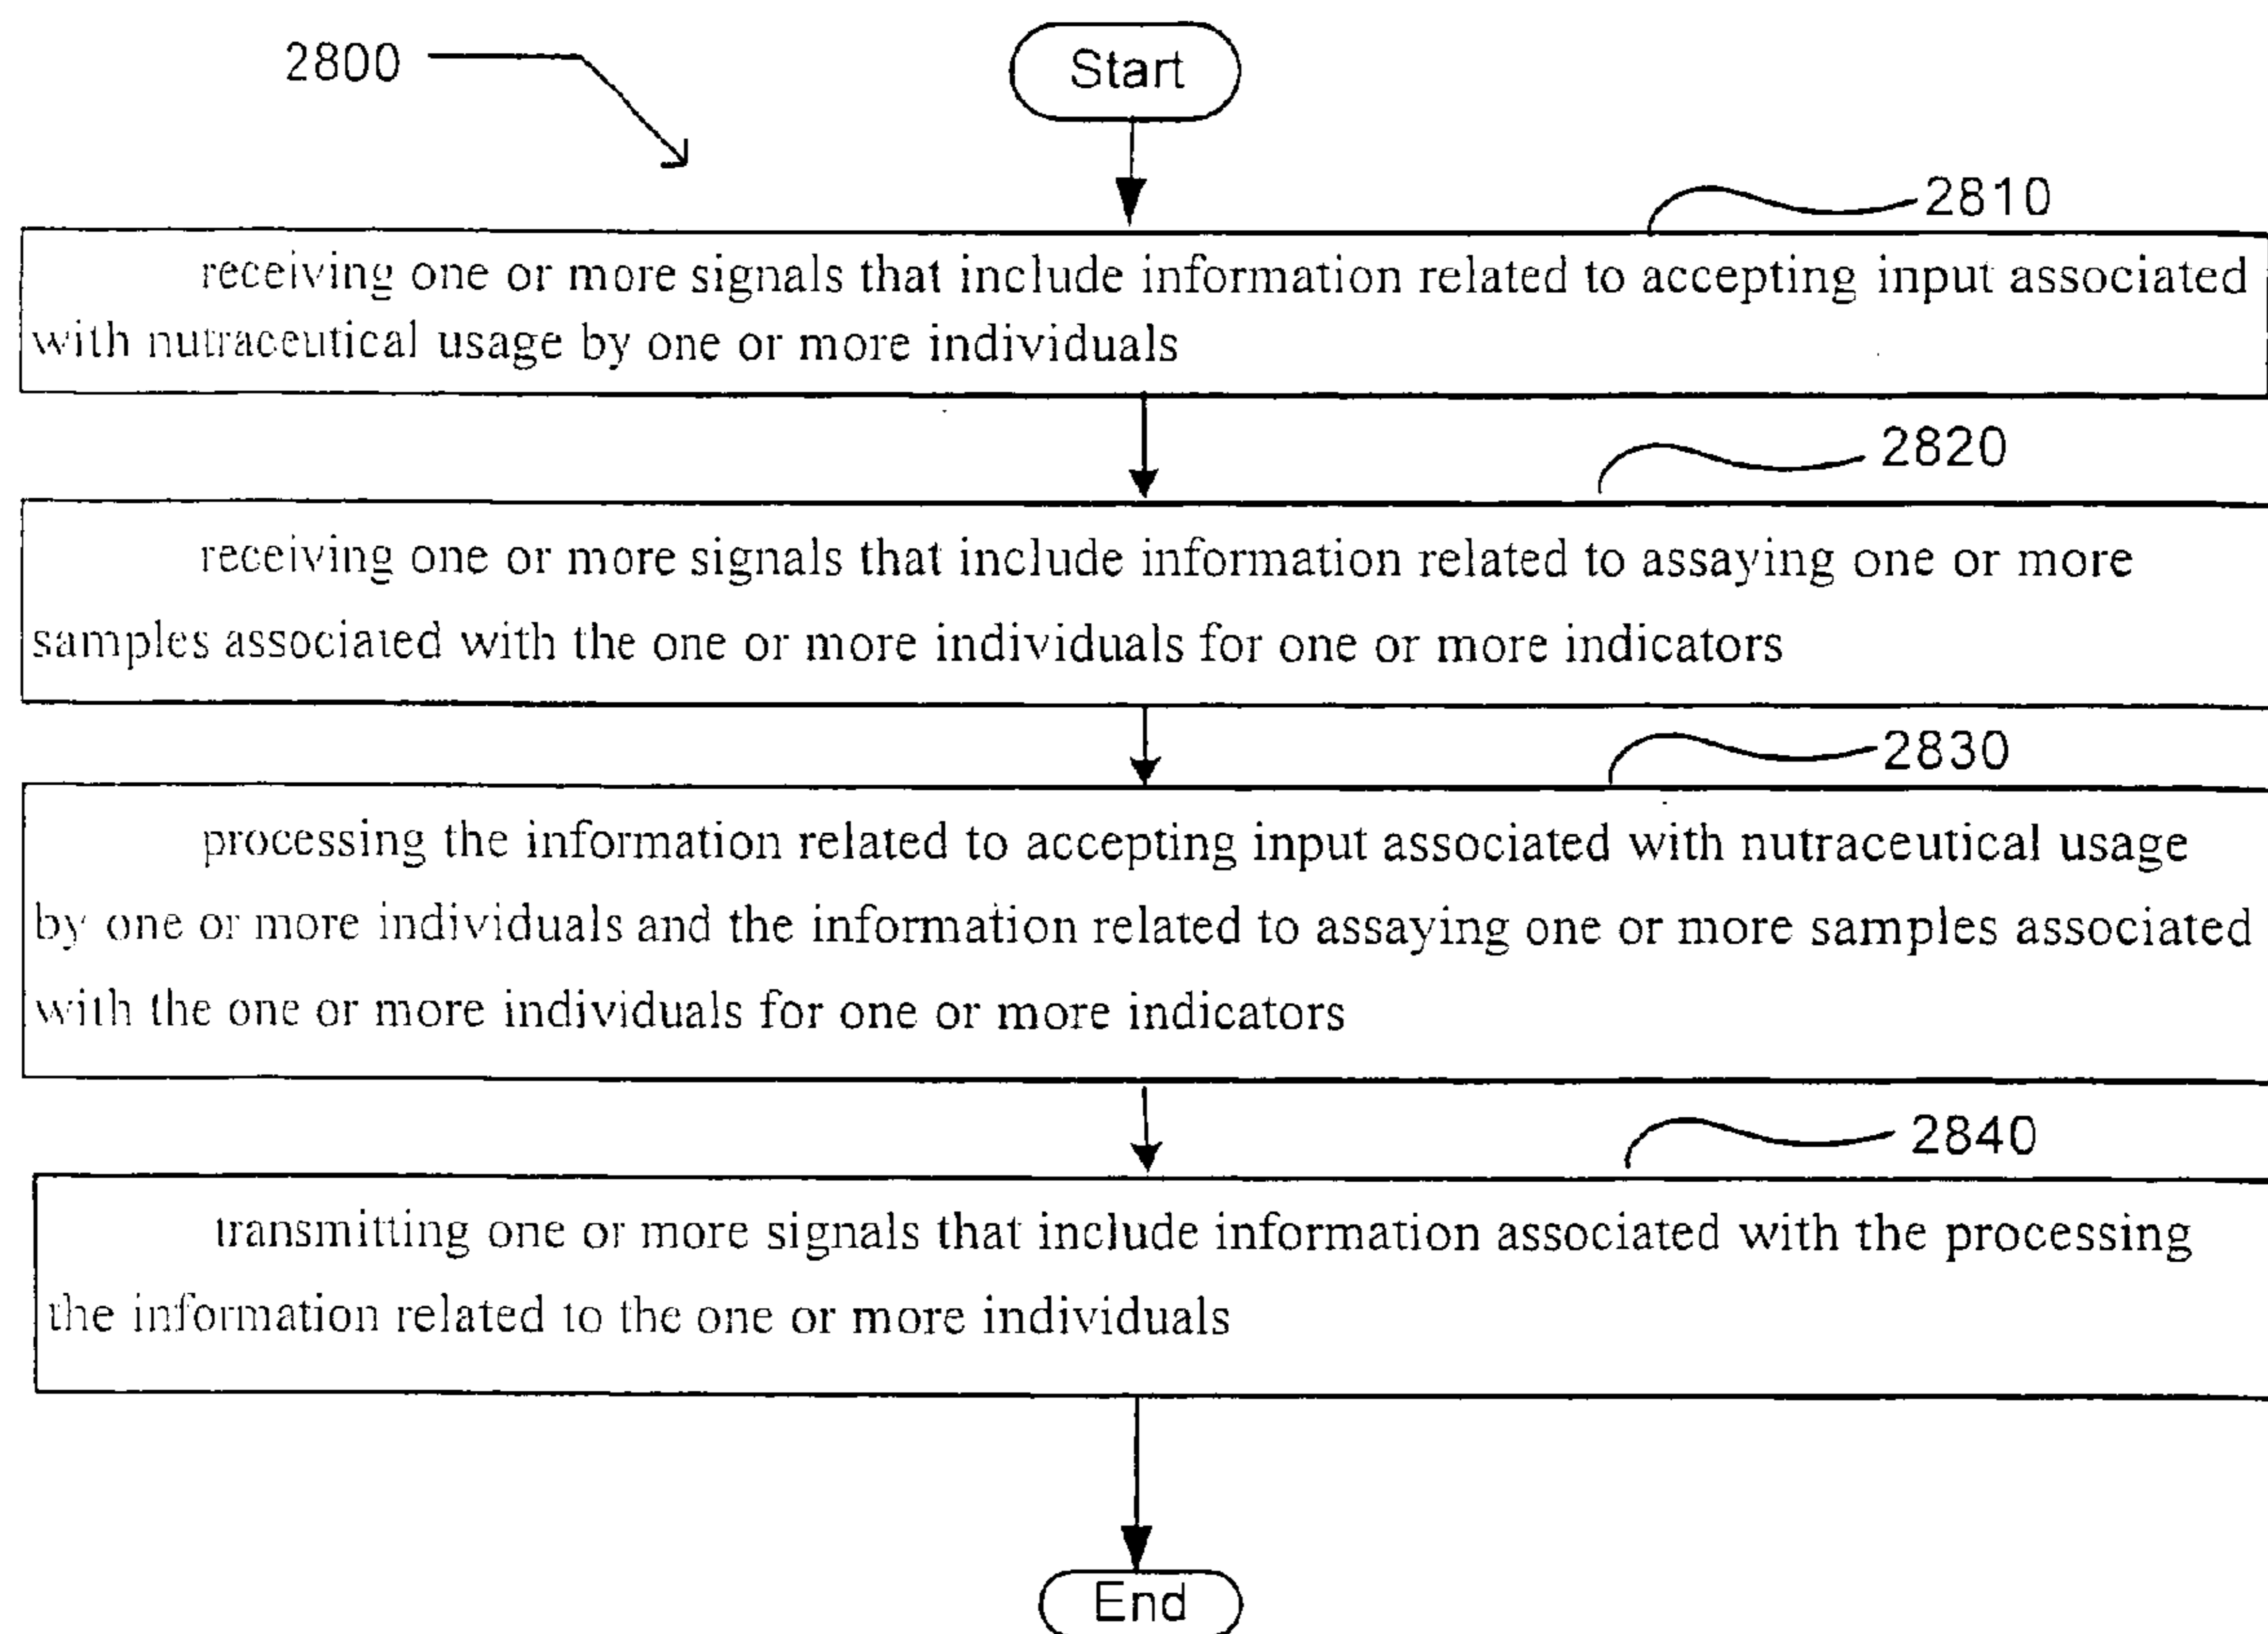 2800
Start
2810
receiving one or more signals that include information related to accepting input associated
with nutraceutical usage by one or more individuals
2820
receiving one or more signals that include information related to assaying one or more
samples associated with the one or more individuals for one or more indicators
2830
processing the information related to accepting input associated with nutraceutical usage
by one or more individuals and the information related to assaying one or more samples associated
with the one or more individuals for one or more indicators
2840
transmitting one or more signals that include information associated with the processing
the information related to the one or more individuals
End